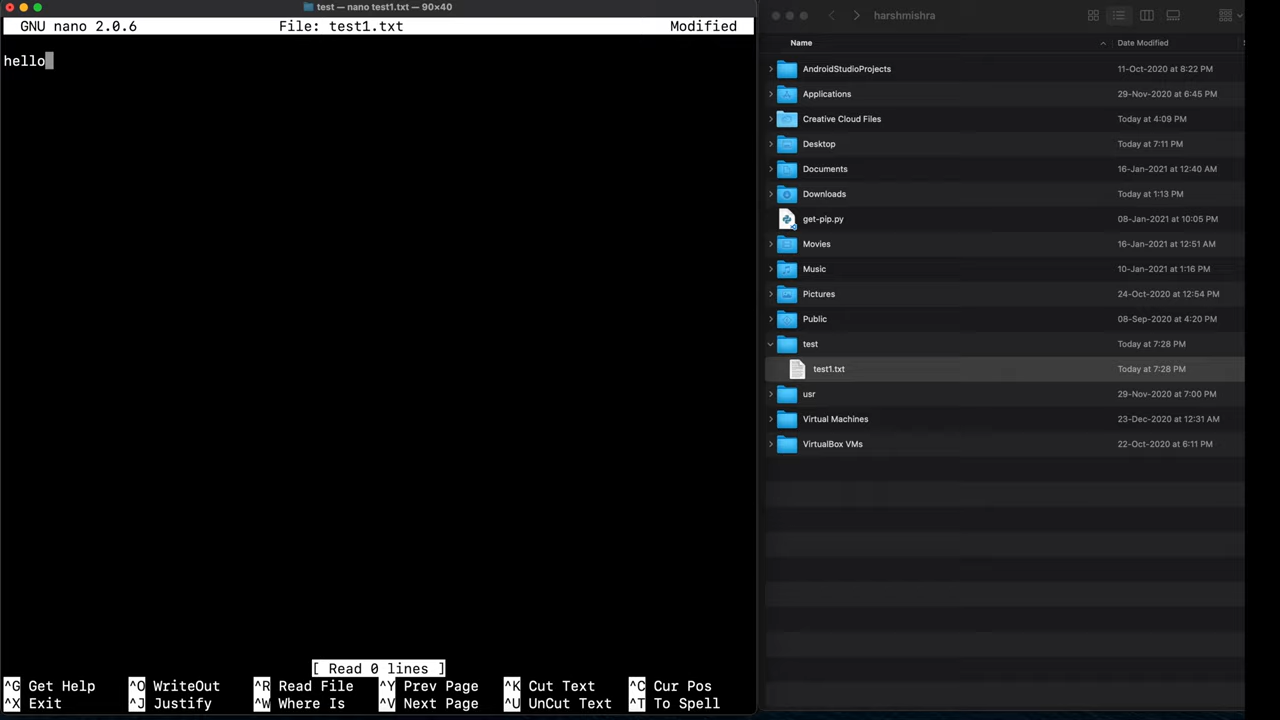 test — nano test1.txt — 90×40
GNU nano 2.0.6 File: test1.txt Modified
hello
[ Read 0 lines ]
^G Get Help ^O WriteOut ^R Read File ^Y Prev Page ^K Cut Text ^C Cur Pos
^X Exit ^J Justify ^W Where Is ^V Next Page ^U UnCut Text ^T To Spell
harshmishra
Name Date Modified
AndroidStudioProjects 11-Oct-2020 at 8:22 PM
Applications 29-Nov-2020 at 6:45 PM
Creative Cloud Files Today at 4:09 PM
Desktop Today at 7:11 PM
Documents 16-Jan-2021 at 12:40 AM
Downloads Today at 1:13 PM
get-pip.py 08-Jan-2021 at 10:05 PM
Movies 16-Jan-2021 at 12:51 AM
Music 10-Jan-2021 at 1:16 PM
Pictures 24-Oct-2020 at 12:54 PM
Public 08-Sep-2020 at 4:20 PM
test Today at 7:28 PM
test1.txt Today at 7:28 PM
usr 29-Nov-2020 at 7:00 PM
Virtual Machines 23-Dec-2020 at 12:31 AM
VirtualBox VMs 22-Oct-2020 at 6:11 PM